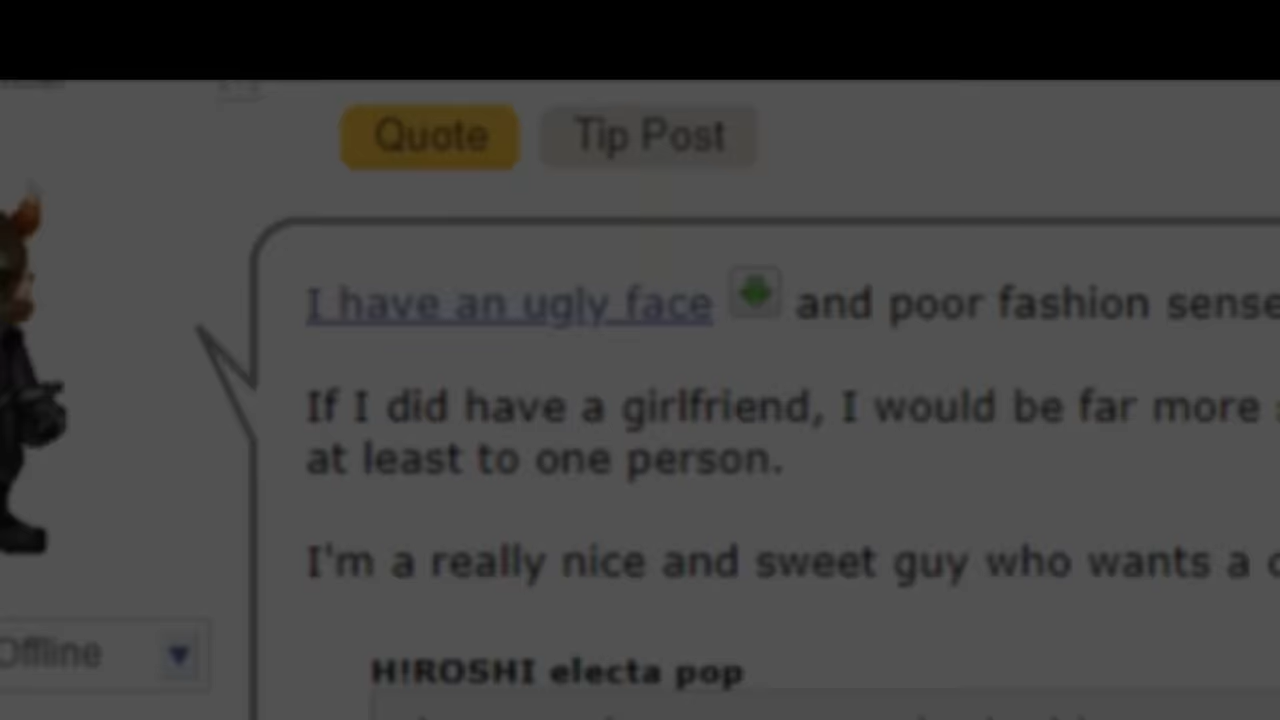 Quote Tip Post
I have an ugly face and poor fashion sense
If I did have a girlfriend, I would be far more
at least to one person.
I'm a really nice and sweet guy who wants a
Offline
H!ROSHI electa pop